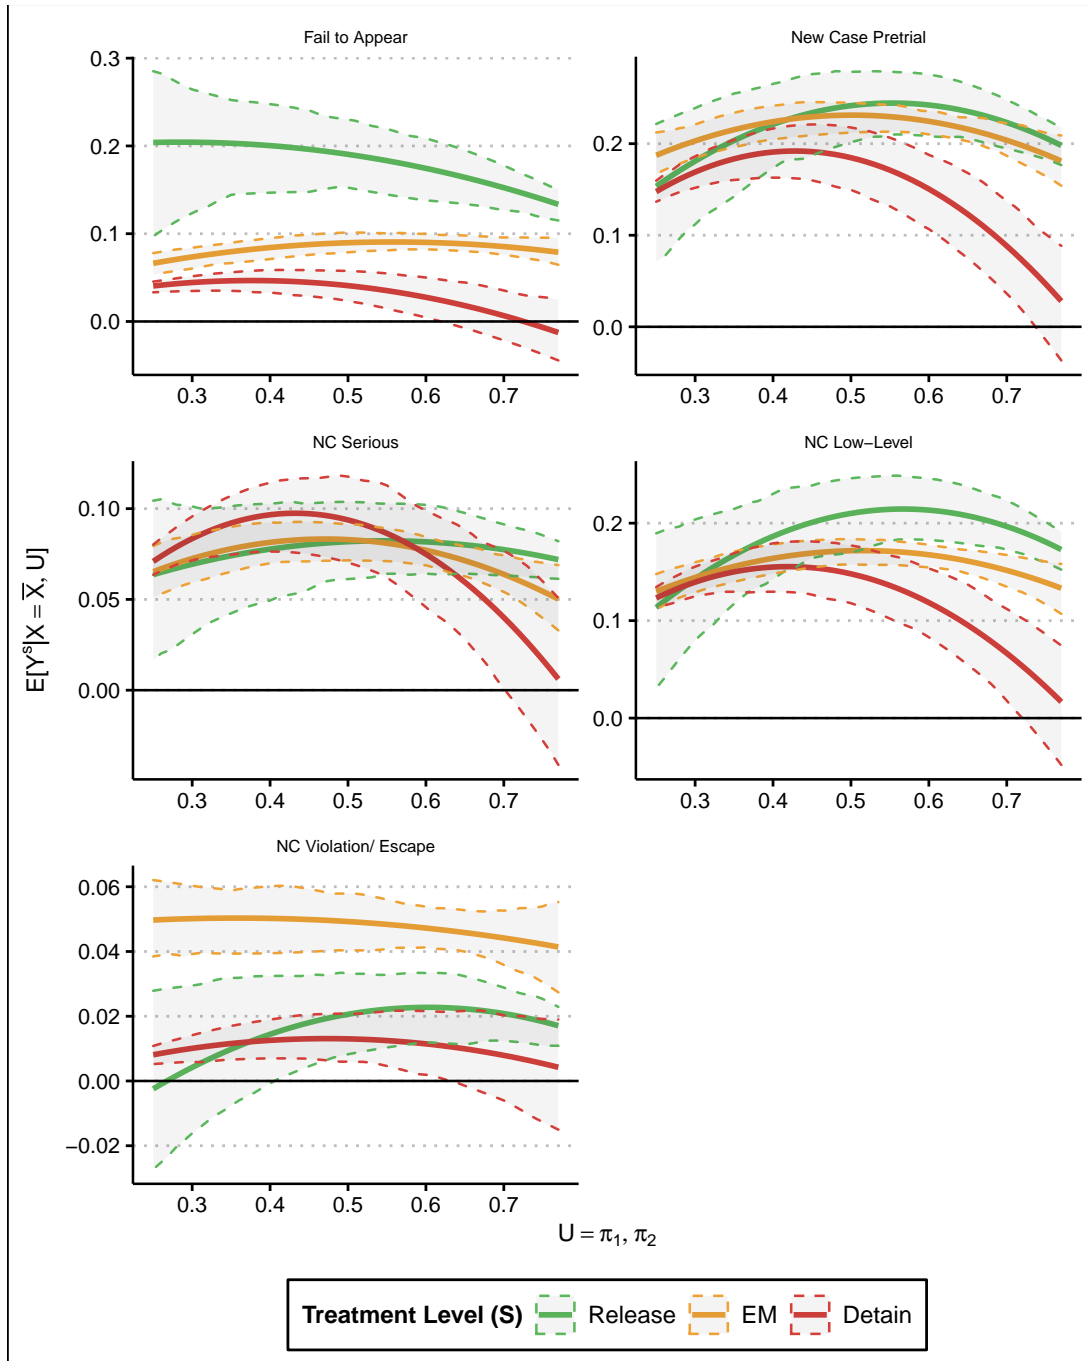 Fail to Appear
New Case Pretrial
0.3
0.2
0.1
0.0
0.2
0.1
0.0
0.3 0.4 0.5 0.6 0.7
0.3 0.4 0.5 0.6 0.7
NC Serious
NC Low−Level
0.10
0.05
0.00
0.2
0.1
0.0
0.3 0.4 0.5 0.6 0.7
0.3 0.4 0.5 0.6 0.7
E[Yˢ|X = X̅, U]
NC Violation/ Escape
0.06
0.04
0.02
0.00
−0.02
0.3 0.4 0.5 0.6 0.7
U = π₁, π₂
Treatment Level (S) Release EM Detain